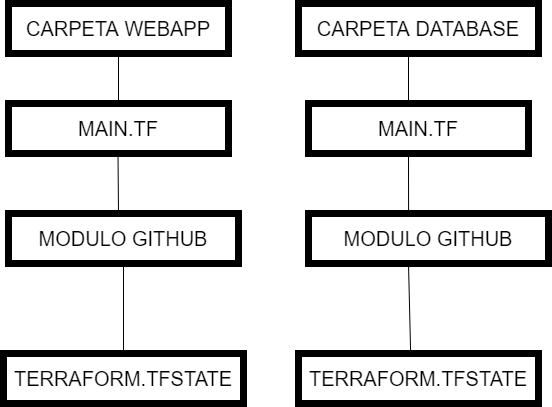 CARPETA WEBAPP
CARPETA DATABASE
MAIN.TF
MAIN.TF
MODULO GITHUB
MODULO GITHUB
TERRAFORM.TFSTATE
TERRAFORM.TFSTATE